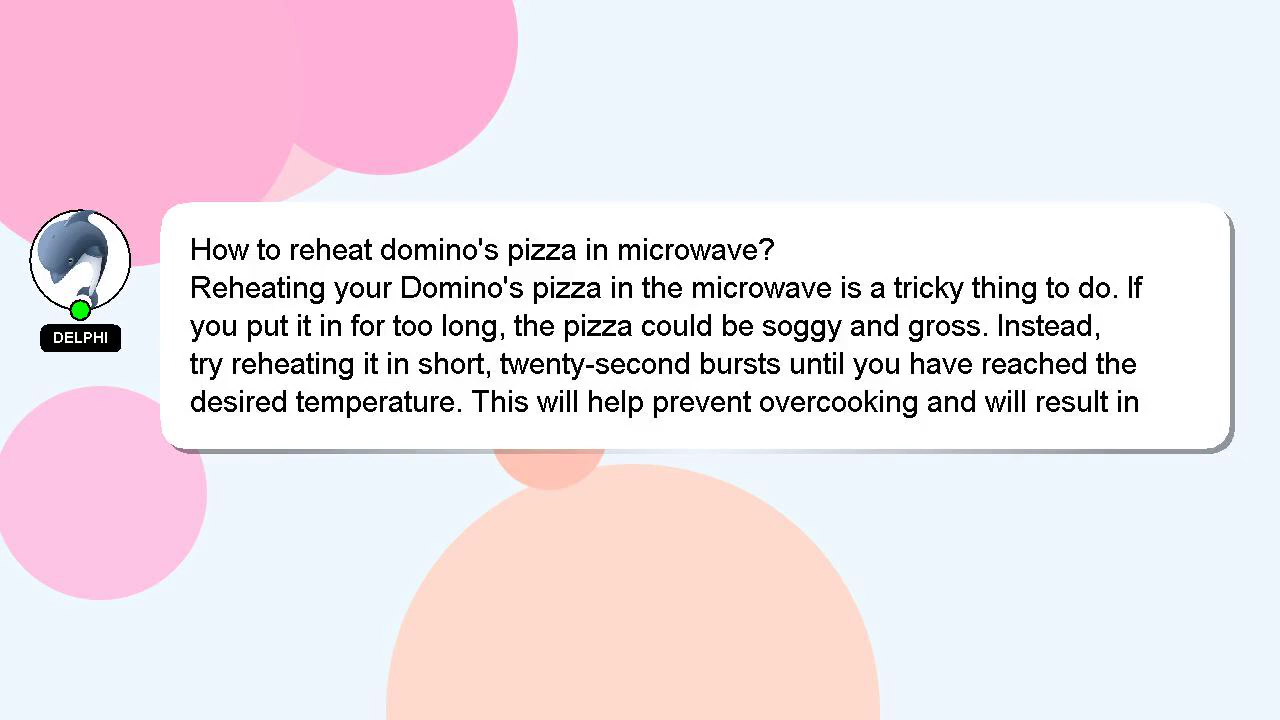 How to reheat domino's pizza in microwave?
Reheating your Domino's pizza in the microwave is a tricky thing to do. If
you put it in for too long, the pizza could be soggy and gross. Instead,
try reheating it in short, twenty-second bursts until you have reached the
desired temperature. This will help prevent overcooking and will result in
DELPHI